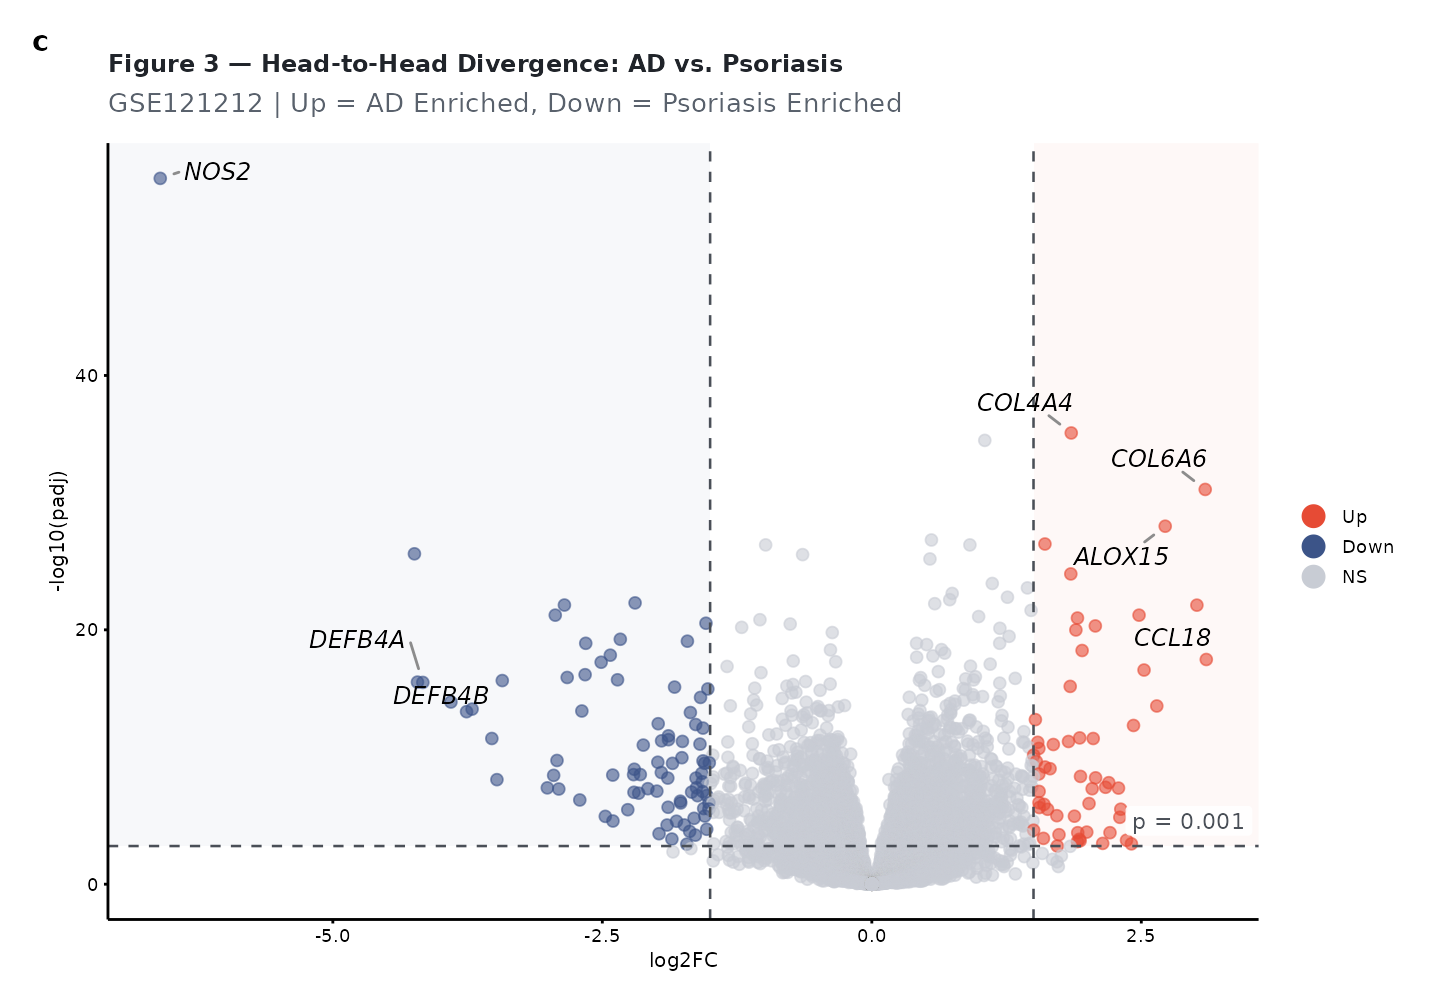 c
Figure 3 — Head-to-Head Divergence: AD vs. Psoriasis
GSE121212 | Up = AD Enriched, Down = Psoriasis Enriched
NOS2
40
COL4A4
COL6A6
-log10(padj)
Up
Down
NS
ALOX15
20
DEFB4A
CCL18
DEFB4B
p = 0.001
0
-5.0
-2.5
0.0
2.5
log2FC